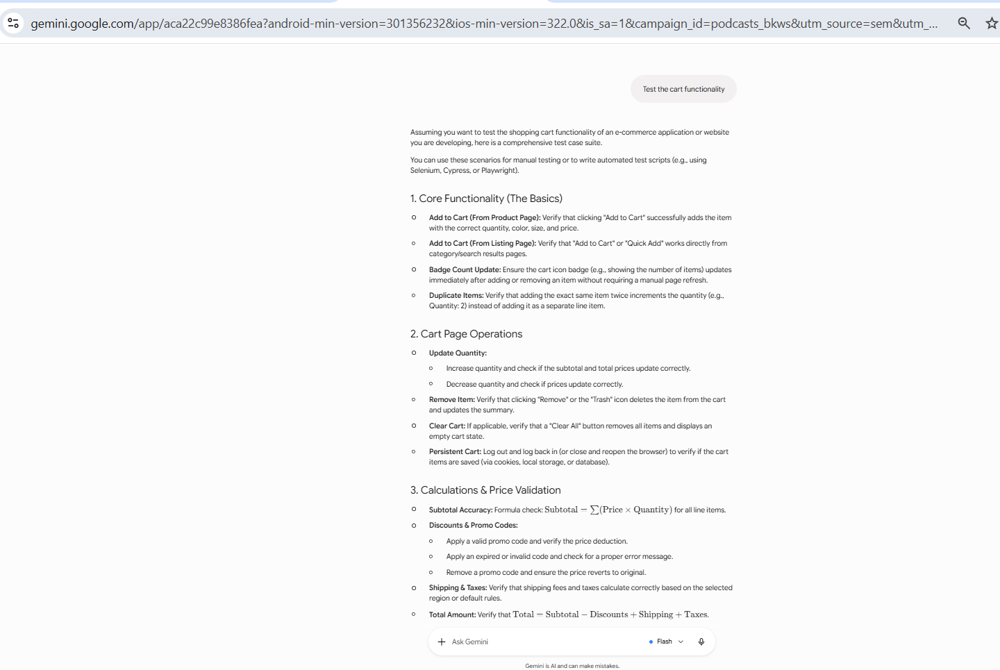 gemini.google.com/app/aca22c99e8386fea?android-min-version=301356232&ios-min-version=322.0&is_sa=1&campaign_id=podcasts_bkws&utm_source=sem&utm_...
Test the cart functionality
Assuming you want to test the shopping cart functionality of an e-commerce application or website
you are developing, here is a comprehensive test case suite.
You can use these scenarios for manual testing or to write automated test scripts (e.g., using
Selenium, Cypress, or Playwright).
1. Core Functionality (The Basics)
Add to Cart (From Product Page): Verify that clicking "Add to Cart" successfully adds the item
with the correct quantity, color, size, and price.
Add to Cart (From Listing Page): Verify that "Add to Cart" or "Quick Add" works directly from
category/search results pages.
Badge Count Update: Ensure the cart icon badge (e.g., showing the number of items) updates
immediately after adding or removing an item without requiring a manual page refresh.
Duplicate Items: Verify that adding the exact same item twice increments the quantity (e.g.,
Quantity: 2) instead of adding it as a separate line item.
2. Cart Page Operations
Update Quantity:
Increase quantity and check if the subtotal and total prices update correctly.
Decrease quantity and check if prices update correctly.
Remove Item: Verify that clicking "Remove" or the "Trash" icon deletes the item from the cart
and updates the summary.
Clear Cart: If applicable, verify that a "Clear All" button removes all items and displays an
empty cart state.
Persistent Cart: Log out and log back in (or close and reopen the browser) to verify if the cart
items are saved (via cookies, local storage, or database).
3. Calculations & Price Validation
Subtotal Accuracy: Formula check: Subtotal = ∑(Price × Quantity) for all line items.
Discounts & Promo Codes:
Apply a valid promo code and verify the price deduction.
Apply an expired or invalid code and check for a proper error message.
Remove a promo code and ensure the price reverts to original.
Shipping & Taxes: Verify that shipping fees and taxes calculate correctly based on the selected
region or default rules.
Total Amount: Verify that Total = Subtotal − Discounts + Shipping + Taxes.
Ask Gemini
Flash
Gemini is AI and can make mistakes.